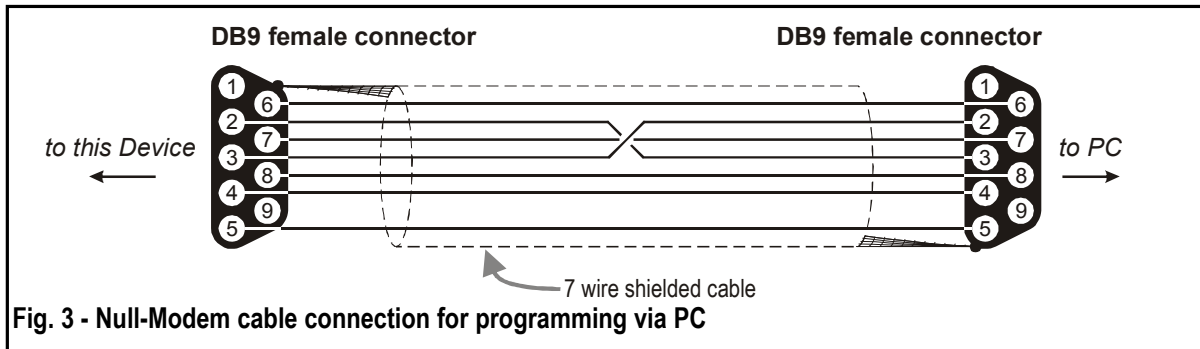 DB9 female connector DB9 female connector
1 1
6 6
2 2
to this Device 7 7 to PC
3 3
8 8
4 4
9 9
5 5
7 wire shielded cable
Fig. 3 - Null-Modem cable connection for programming via PC